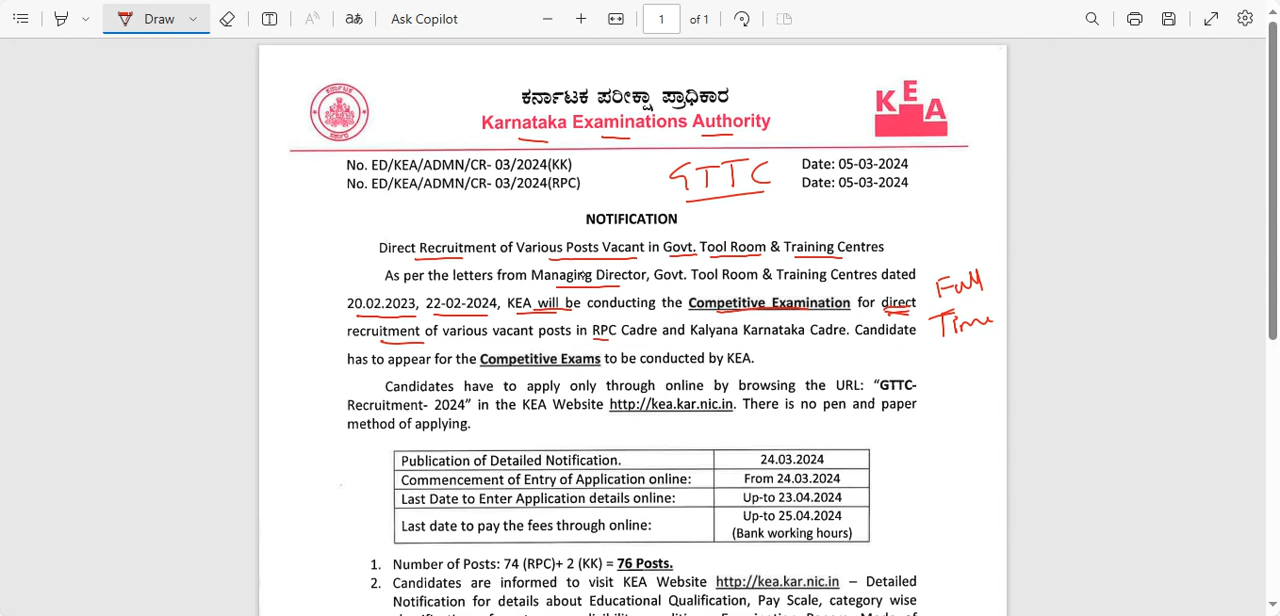 Draw
Ask Copilot
1 of 1
ಕರ್ನಾಟಕ ಪರೀಕ್ಷಾ ಪ್ರಾಧಿಕಾರ
Karnataka Examinations Authority
KEA
No. ED/KEA/ADMN/CR- 03/2024(KK) Date: 05-03-2024
No. ED/KEA/ADMN/CR- 03/2024(RPC) Date: 05-03-2024
GTTC
NOTIFICATION
Direct Recruitment of Various Posts Vacant in Govt. Tool Room & Training Centres
As per the letters from Managing Director, Govt. Tool Room & Training Centres dated
20.02.2023, 22-02-2024, KEA will be conducting the Competitive Examination for direct
recruitment of various vacant posts in RPC Cadre and Kalyana Karnataka Cadre. Candidate
has to appear for the Competitive Exams to be conducted by KEA.
Full
Time
Candidates have to apply only through online by browsing the URL: “GTTC-
Recruitment- 2024” in the KEA Website http://kea.kar.nic.in. There is no pen and paper
method of applying.
Publication of Detailed Notification. 24.03.2024
Commencement of Entry of Application online: From 24.03.2024
Last Date to Enter Application details online: Up-to 23.04.2024
Last date to pay the fees through online: Up-to 25.04.2024
(Bank working hours)
1. Number of Posts: 74 (RPC)+ 2 (KK) = 76 Posts.
2. Candidates are informed to visit KEA Website http://kea.kar.nic.in – Detailed
Notification for details about Educational Qualification, Pay Scale, category wise